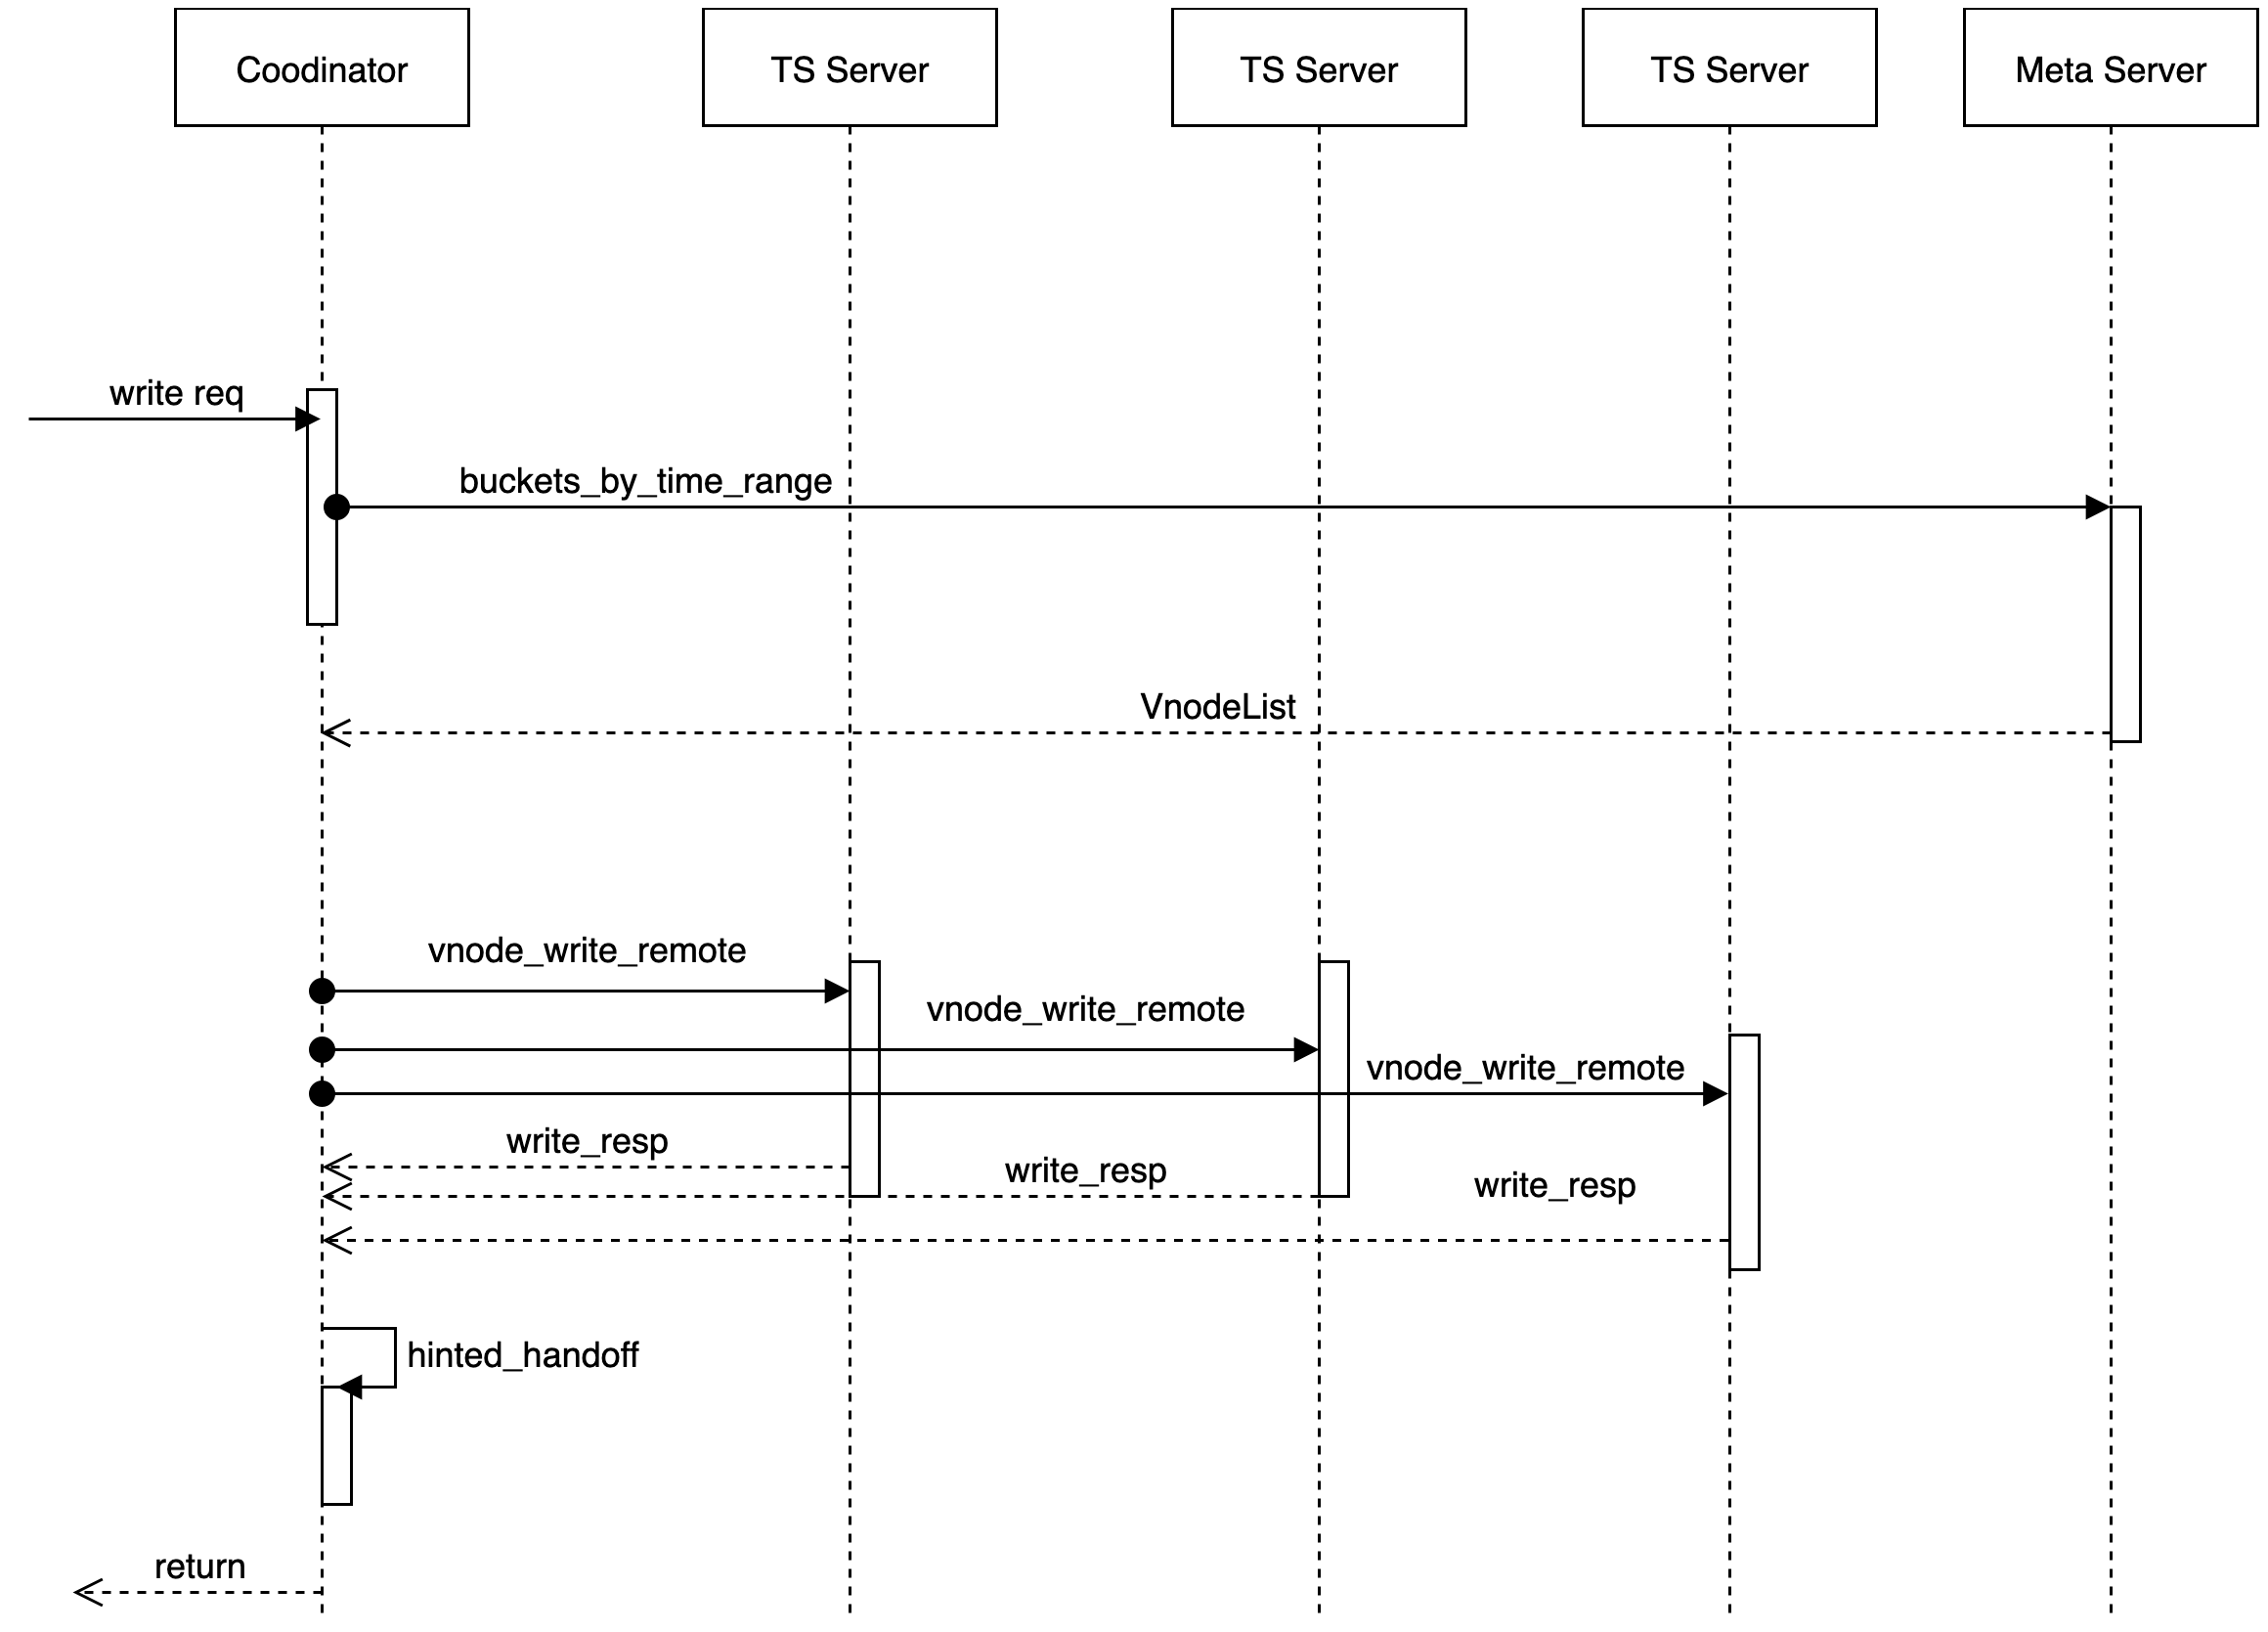 Coodinator
TS Server
TS Server
TS Server
Meta Server
write req
buckets_by_time_range
VnodeList
vnode_write_remote
vnode_write_remote
vnode_write_remote
write_resp
write_resp
write_resp
hinted_handoff
return